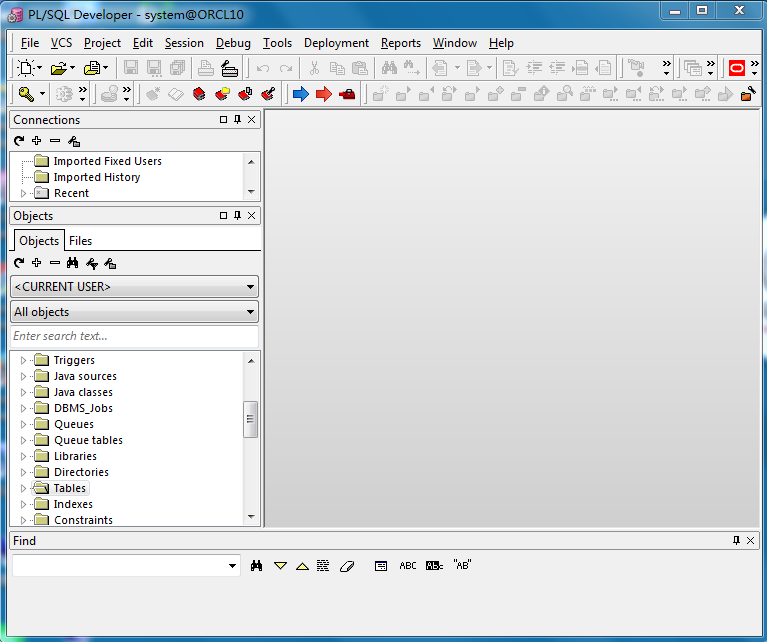 PL/SQL Developer - system@ORCL10
File VCS Project Edit Session Debug Tools Deployment Reports Window Help
Connections
Imported Fixed Users
Imported History
Recent
Objects
Objects Files
<CURRENT USER>
All objects
Enter search text...
Triggers
Java sources
Java classes
DBMS_Jobs
Queues
Queue tables
Libraries
Directories
Tables
Indexes
Constraints
Find
ABC ABc "AB"